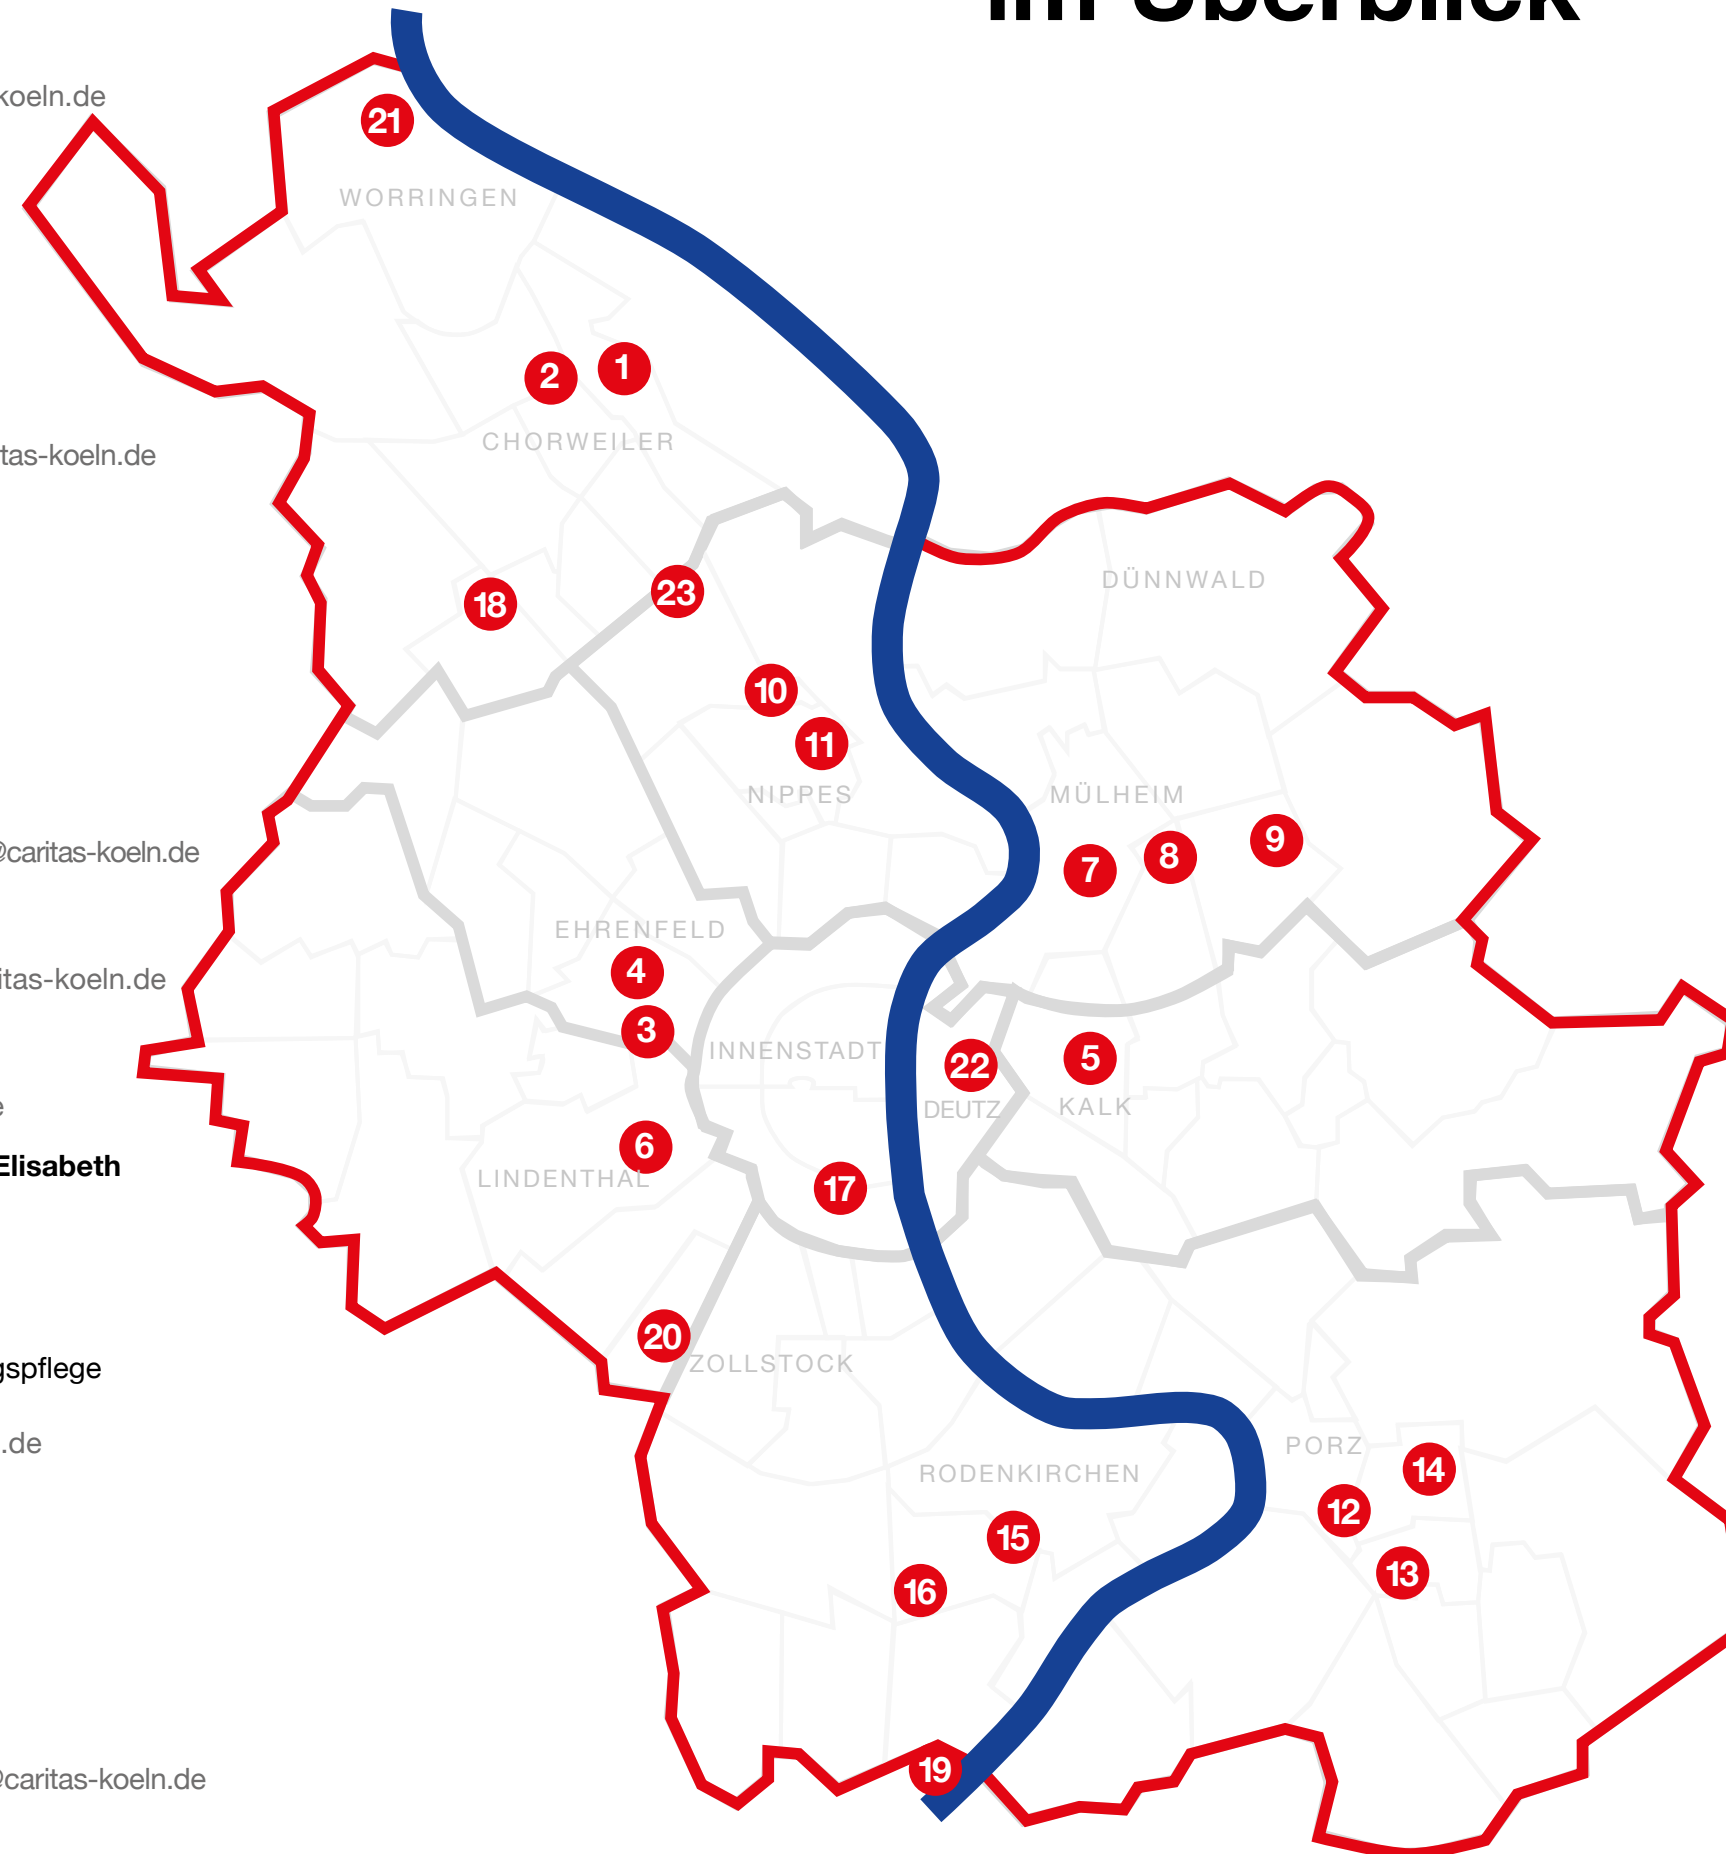 im Überblick
koeln.de
21
WORRINGEN
2
1
CHORWEILER
tas-koeln.de
DÜNNWALD
18
23
10
11
NIPPES
MÜLHEIM
7
8
9
@caritas-koeln.de
EHRENFELD
4
itas-koeln.de
3
INNENSTADT
22
5
DEUTZ
KALK
e
6
Elisabeth
LINDENTHAL
17
20
ZOLLSTOCK
gspflege
.de
PORZ
RODENKIRCHEN
14
12
15
13
16
19
@caritas-koeln.de